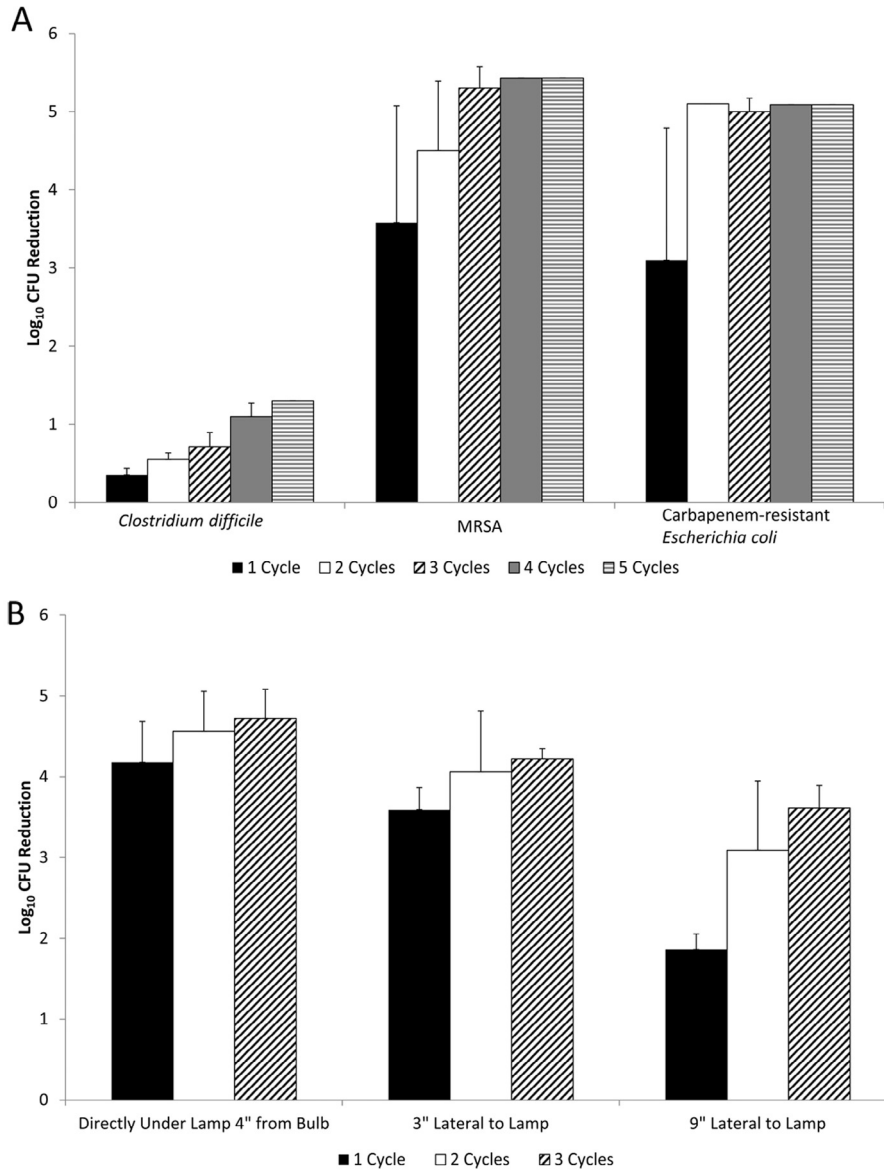 A
6
5
4
3
2
1
0
Log₁₀ CFU Reduction
Clostridium difficile
MRSA
Carbapenem-resistant
Escherichia coli
1 Cycle 2 Cycles 3 Cycles 4 Cycles 5 Cycles
B
6
5
4
3
2
1
0
Log₁₀ CFU Reduction
Directly Under Lamp 4" from Bulb 3" Lateral to Lamp 9" Lateral to Lamp
1 Cycle 2 Cycles 3 Cycles